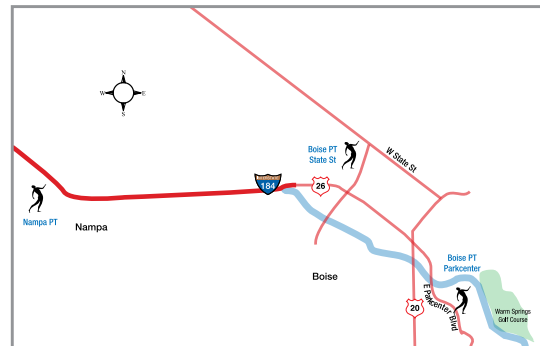 N
W E
S
Boise PT
State St
W State St
184
26
Nampa PT
Nampa
Boise PT
Parkcenter
Boise
E Parkcenter Blvd
20
Warm Springs
Golf Course